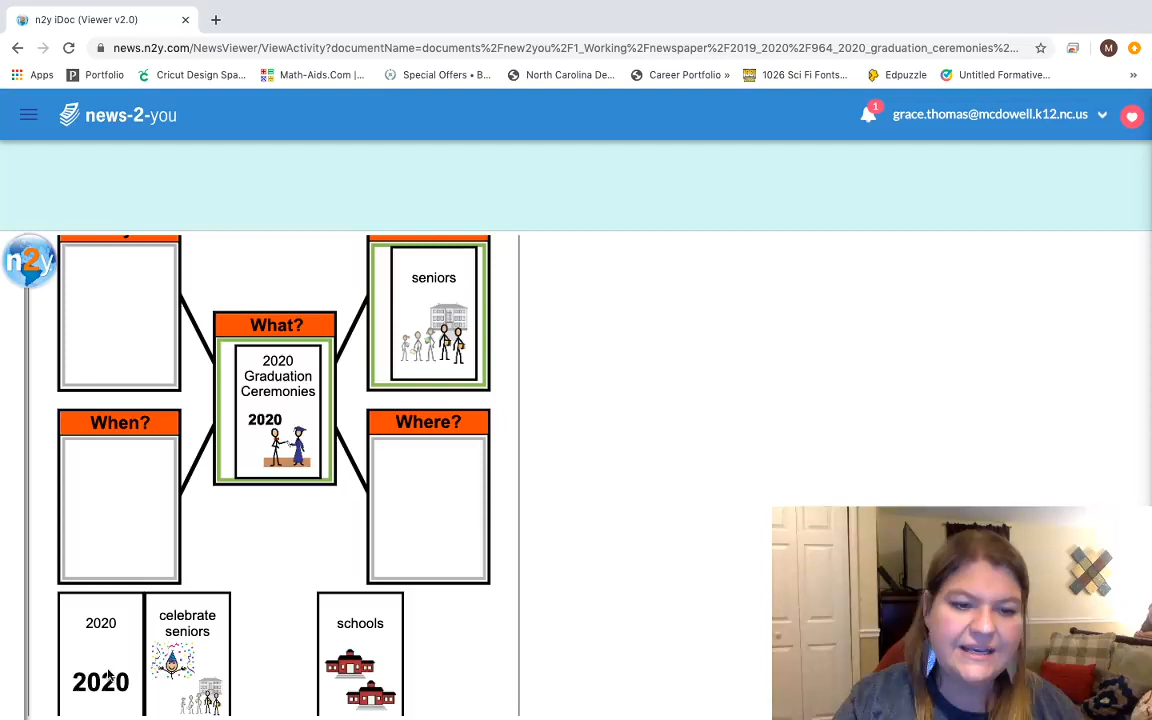 n2y iDoc (Viewer v2.0)
news.n2y.com/NewsViewer/ViewActivity?documentName=documents%2Fnew2you%2F1_Working%2Fnewspaper%2F2019_2020%2F964_2020_graduation_ceremonies%2...
M
Apps Portfolio Cricut Design Spa... Math-Aids.Com |... Special Offers • B... North Carolina De... Career Portfolio » 1026 Sci Fi Fonts... Edpuzzle Untitled Formative... »
news-2-you
1
grace.thomas@mcdowell.k12.nc.us
n2y
seniors
What?
2020
Graduation
Ceremonies
2020
When?
Where?
2020
2020
celebrate
seniors
schools